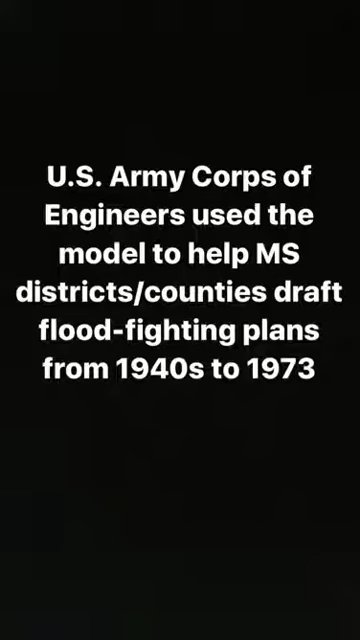 U.S. Army Corps of
Engineers used the
model to help MS
districts/counties draft
flood-fighting plans
from 1940s to 1973